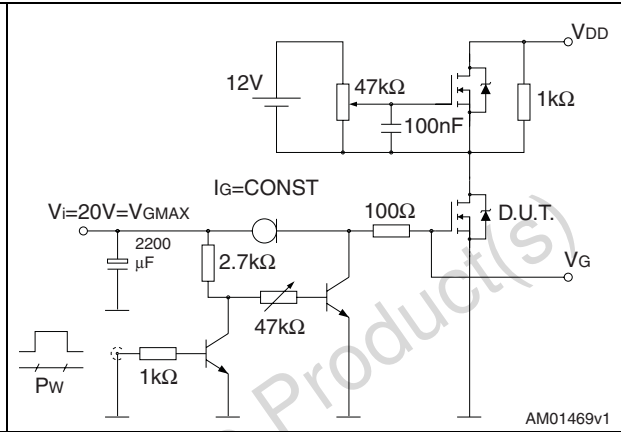 VDD
12V
47kΩ
1kΩ
100nF
IG=CONST
Vi=20V=VGMAX
100Ω
D.U.T.
2200
μF
2.7kΩ
VG
47kΩ
1kΩ
PW
Product(s)
AM01469v1